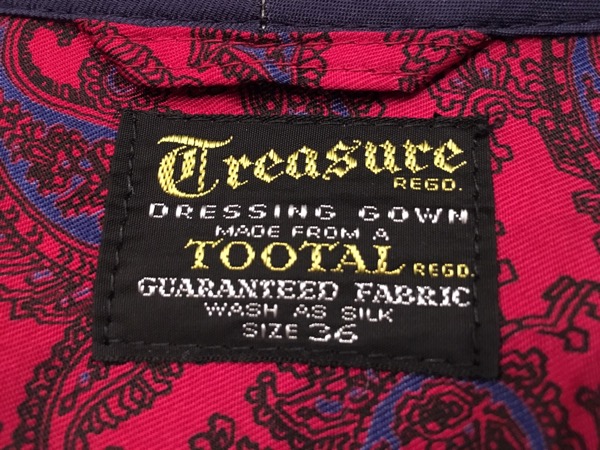 Treasure
REGD.
DRESSING GOWN
MADE FROM A
TOOTAL REGD.
GUARANTEED FABRIC
WASH AS SILK
SIZE 36